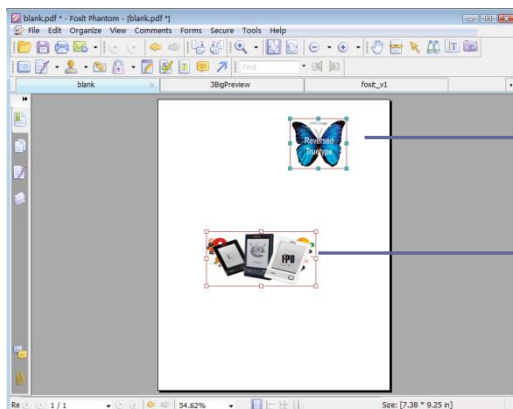 blank.pdf * - Foxit Phantom - [blank.pdf *]
File Edit Organize View Comments Forms Secure Tools Help
Find
blank 3BigPreview foxit_v1
Reversed
Truetype
FPD
1 / 1 54.62% Size: [7.38 * 9.25 in]